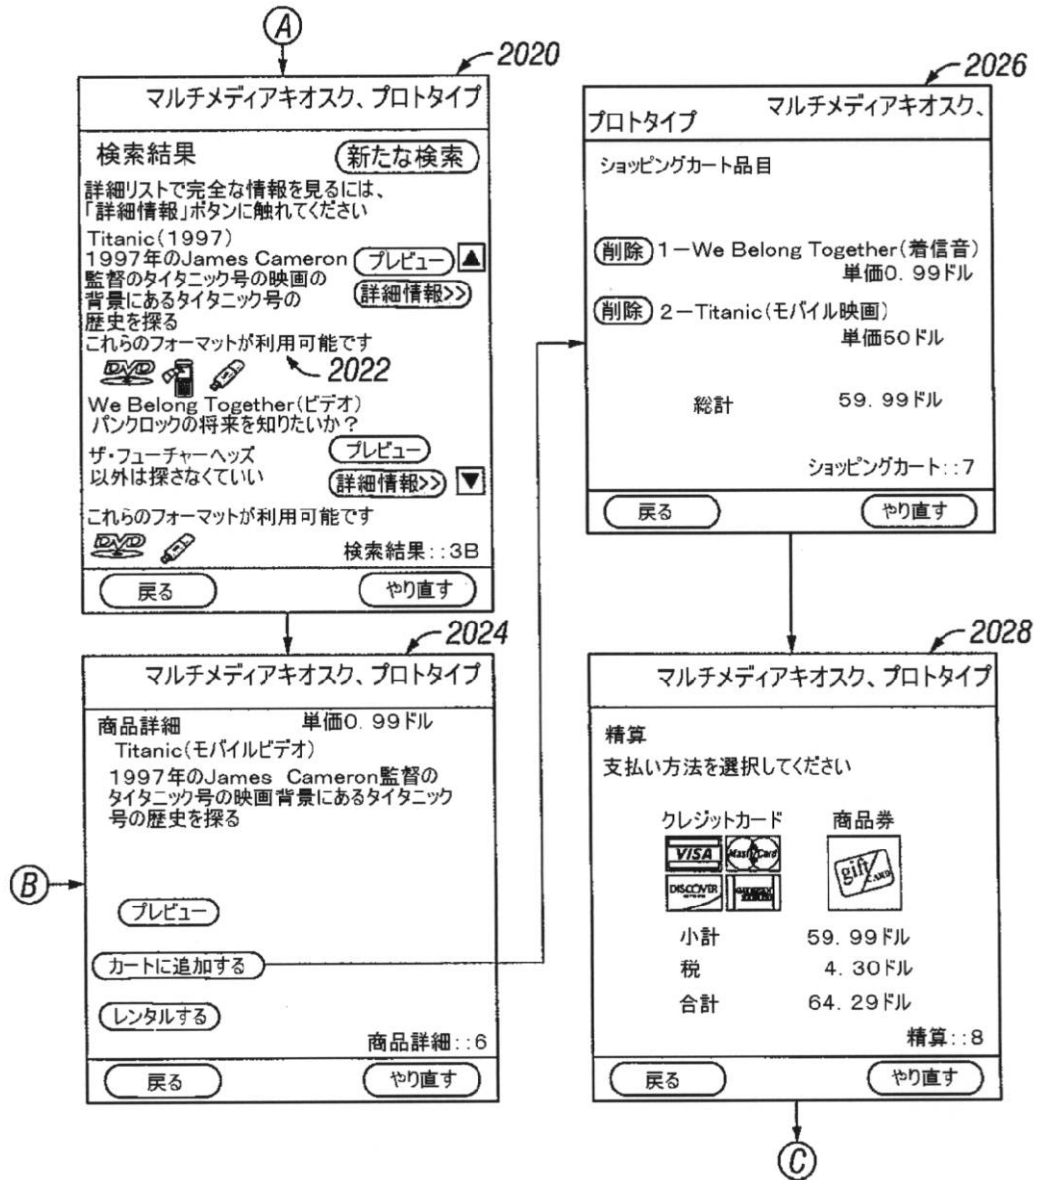 A
2020
マルチメディアキオスク、プロトタイプ
検索結果
新たな検索
詳細リストで完全な情報を見るには、
「詳細情報」ボタンに触れてください
Titanic(1997)
1997年のJames Cameron
監督のタイタニック号の映画の
背景にあるタイタニック号の
歴史を探る
プレビュー
▲
詳細情報>>
これらのフォーマットが利用可能です
2022
DVD
We Belong Together(ビデオ)
パンクロックの将来を知りたいか?
ザ・フューチャーヘッズ
以外は探さなくていい
プレビュー
詳細情報>>
▼
これらのフォーマットが利用可能です
DVD
検索結果::3B
戻る
やり直す
2024
マルチメディアキオスク、プロトタイプ
商品詳細
単価0. 99ドル
Titanic(モバイルビデオ)
1997年のJames Cameron監督の
タイタニック号の映画背景にあるタイタニック
号の歴史を探る
B
プレビュー
カートに追加する
レンタルする
商品詳細::6
戻る
やり直す
2026
マルチメディアキオスク、
プロトタイプ
ショッピングカート品目
削除 1-We Belong Together(着信音)
単価0. 99ドル
削除 2-Titanic(モバイル映画)
単価50ドル
総計 59. 99ドル
ショッピングカート::7
戻る
やり直す
2028
マルチメディアキオスク、プロトタイプ
精算
支払い方法を選択してください
クレジットカード
商品券
VISA
MasterCard
DISCOVER
gift CARD
小計 59. 99ドル
税 4. 30ドル
合計 64. 29ドル
精算::8
戻る
やり直す
C